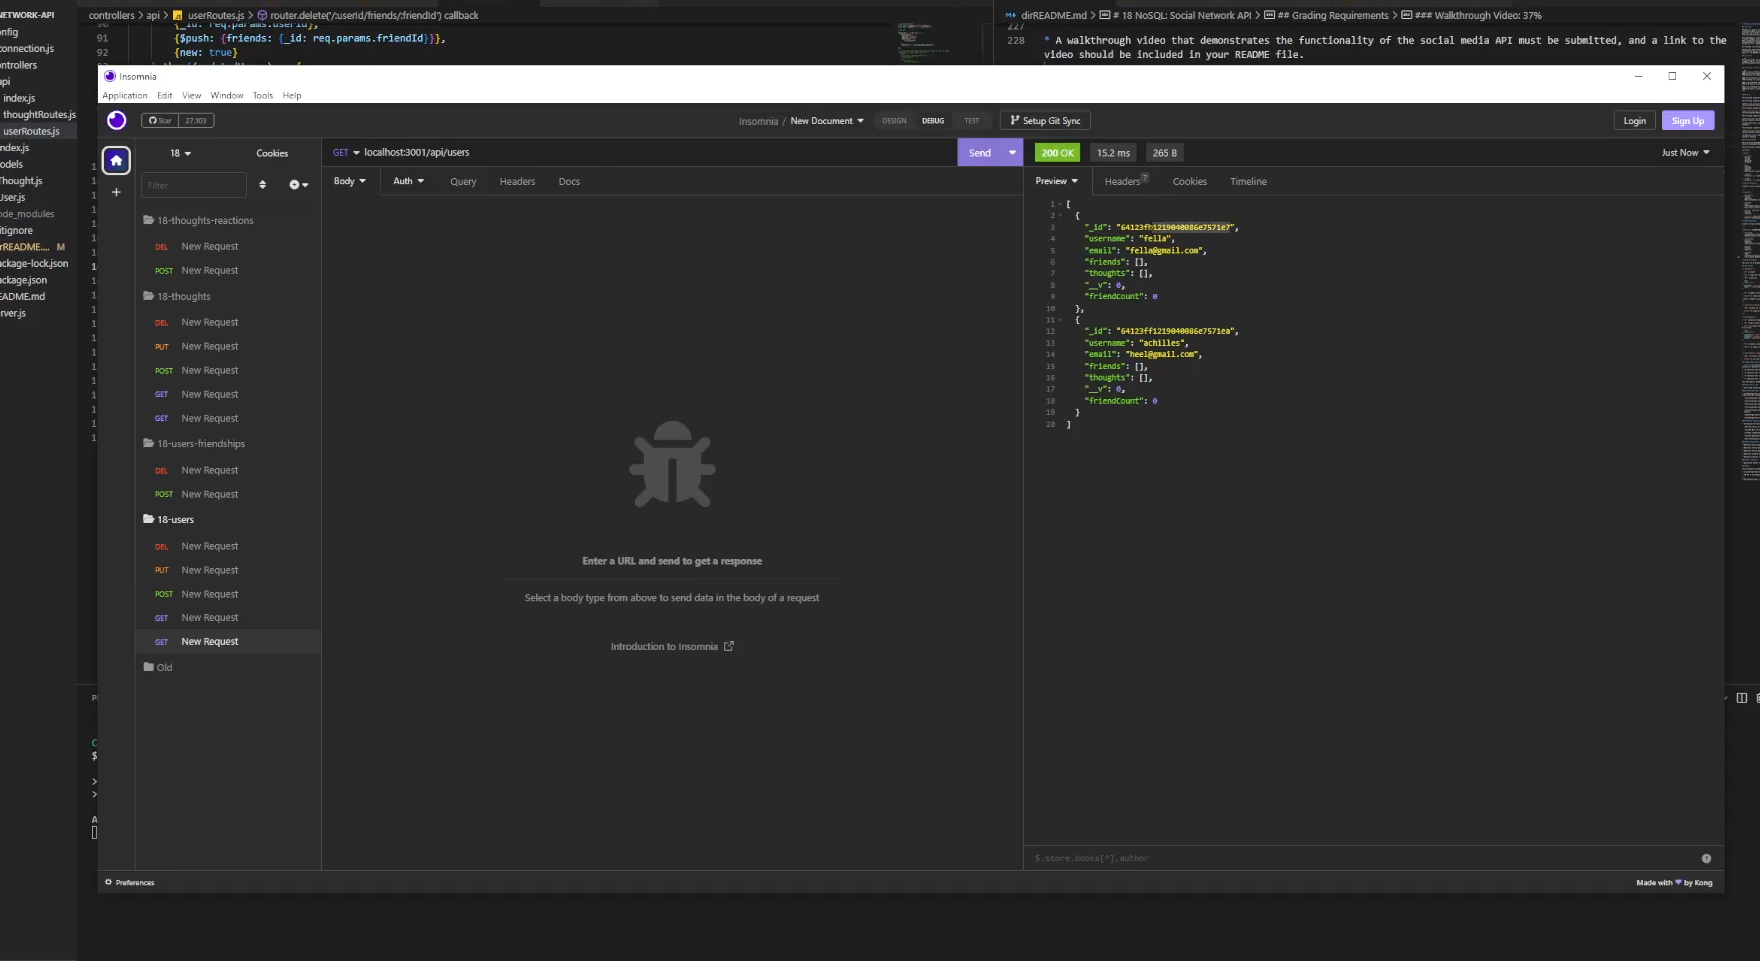 NETWORK-API
nfig
connection.js
ontrollers
api
index.js
thoughtRoutes.js
userRoutes.js
ndex.js
odels
Thought.js
User.js
ode_modules
itignore
rREADME.... M
ackage-lock.json
ackage.json
EADME.md
rver.js
controllers > api > userRoutes.js > router.delete('/:userId/friends/:friendId') callback
{_id: req.params.userId},
91 {$push: {friends: {_id: req.params.friendId}}},
92 {new: true}
dirREADME.md > # 18 NoSQL: Social Network API > ## Grading Requirements > ### Walkthrough Video: 37%
227
228 * A walkthrough video that demonstrates the functionality of the social media API must be submitted, and a link to the
video should be included in your README file.
Insomnia
Application Edit View Window Tools Help
Star 27,103
Insomnia / New Document
DESIGN DEBUG TEST
Setup Git Sync
Login Sign Up
18 Cookies
Filter
18-thoughts-reactions
DEL New Request
POST New Request
18-thoughts
DEL New Request
PUT New Request
POST New Request
GET New Request
GET New Request
18-users-friendships
DEL New Request
POST New Request
18-users
DEL New Request
PUT New Request
POST New Request
GET New Request
GET New Request
Old
GET localhost:3001/api/users Send
Body Auth Query Headers Docs
Enter a URL and send to get a response
Select a body type from above to send data in the body of a request
Introduction to Insomnia
200 OK 15.2 ms 265 B Just Now
Preview Headers 7 Cookies Timeline
1 [
2 {
3 "_id": "64123fb1219040086e7571e7",
4 "username": "fella",
5 "email": "fella@gmail.com",
6 "friends": [],
7 "thoughts": [],
8 "__v": 0,
9 "friendCount": 0
10 },
11 {
12 "_id": "64123ff1219040086e7571ea",
13 "username": "achilles",
14 "email": "heel@gmail.com",
15 "friends": [],
16 "thoughts": [],
17 "__v": 0,
18 "friendCount": 0
19 }
20 ]
$.store.books[*].author
Preferences
Made with ♥ by Kong